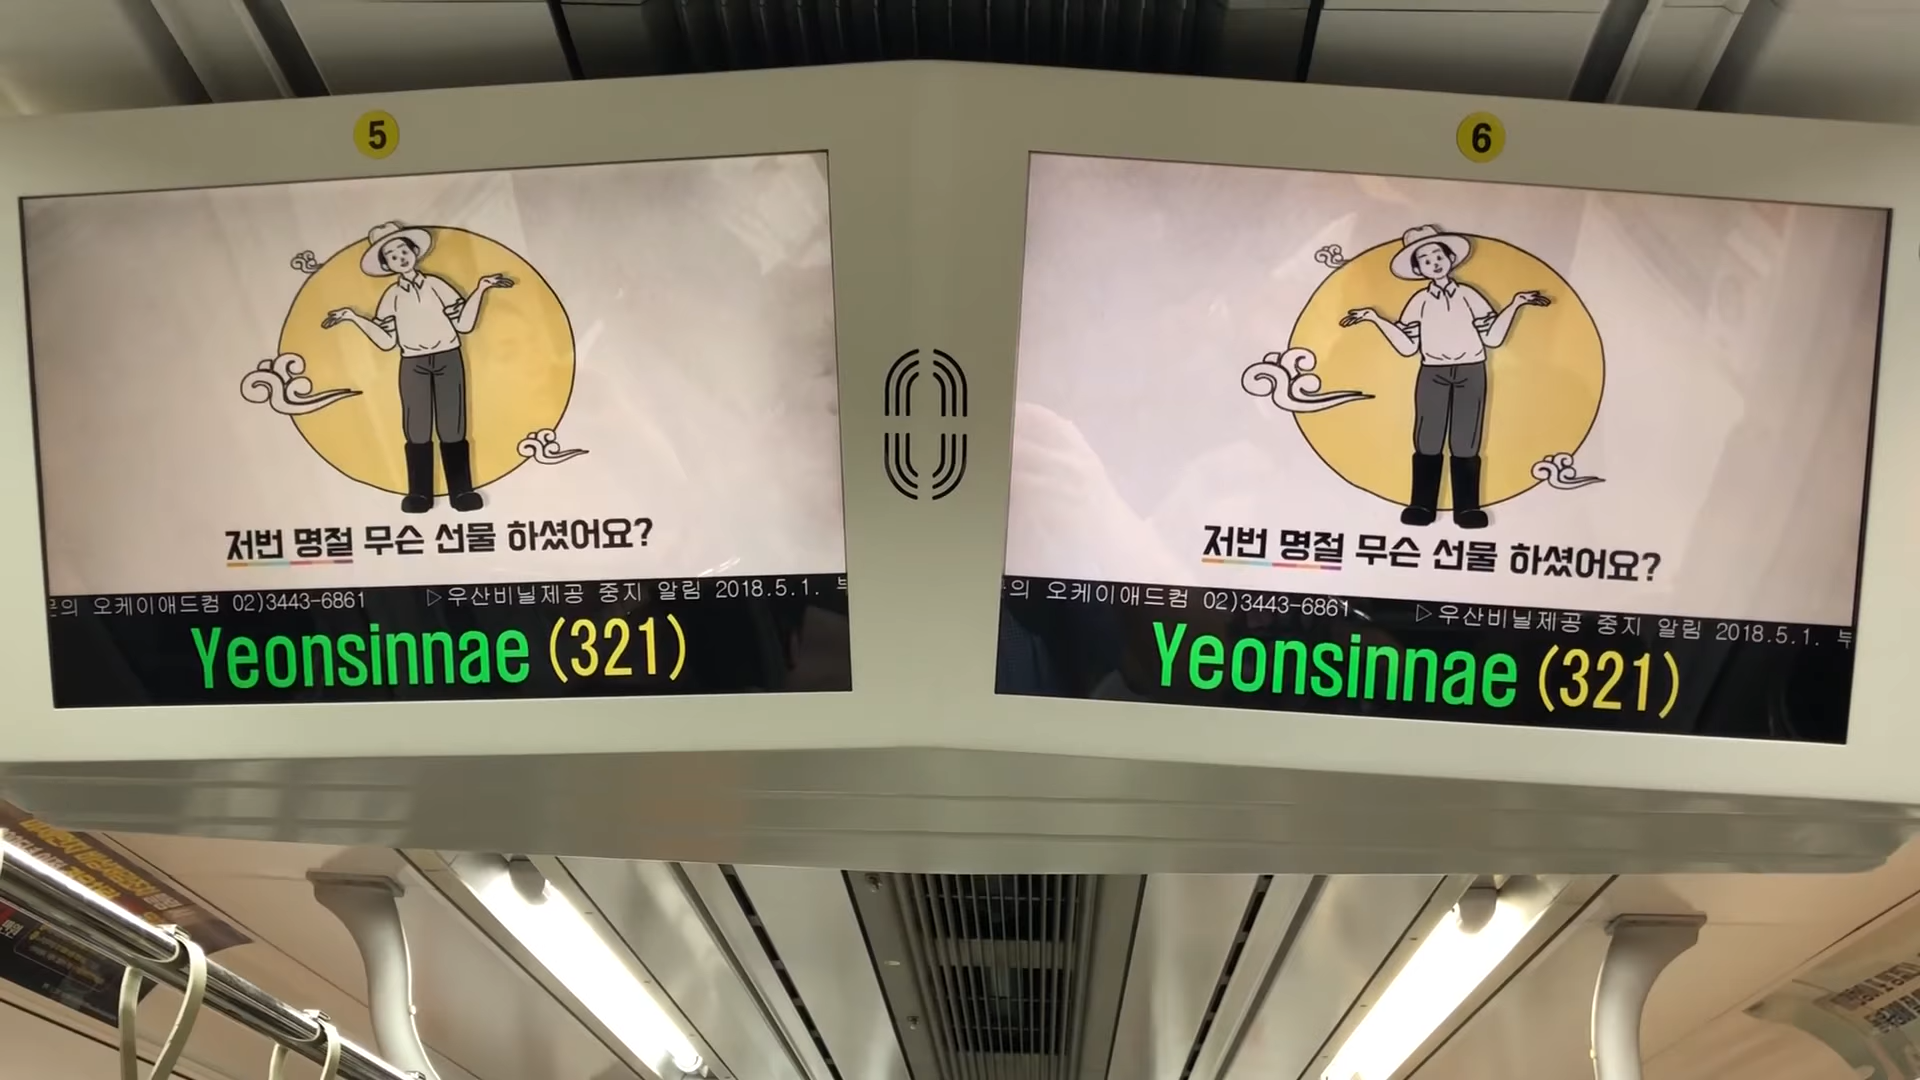 5
저번 명절 무슨 선물 하셨어요?
의 오케이애드컴 02)3443-6861 ▷우산비닐제공 중지 알림 2018.5.1.
Yeonsinnae (321)
6
저번 명절 무슨 선물 하셨어요?
의 오케이애드컴 02)3443-6861 ▷우산비닐제공 중지 알림 2018.5.1.
Yeonsinnae (321)